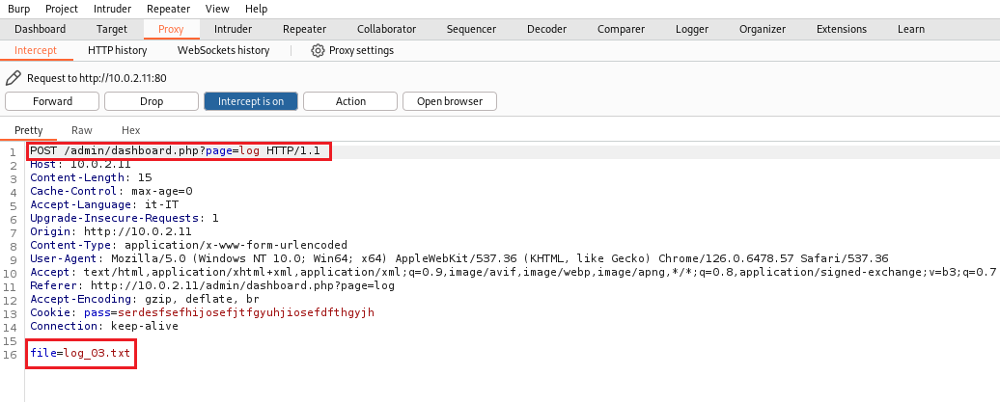 Burp Project Intruder Repeater View Help
Dashboard Target Proxy Intruder Repeater Collaborator Sequencer Decoder Comparer Logger Organizer Extensions Learn
Intercept HTTP history WebSockets history Proxy settings
Request to http://10.0.2.11:80
Forward Drop Intercept is on Action Open browser
Pretty Raw Hex
1 POST /admin/dashboard.php?page=log HTTP/1.1
2 Host: 10.0.2.11
3 Content-Length: 15
4 Cache-Control: max-age=0
5 Accept-Language: it-IT
6 Upgrade-Insecure-Requests: 1
7 Origin: http://10.0.2.11
8 Content-Type: application/x-www-form-urlencoded
9 User-Agent: Mozilla/5.0 (Windows NT 10.0; Win64; x64) AppleWebKit/537.36 (KHTML, like Gecko) Chrome/126.0.6478.57 Safari/537.36
10 Accept: text/html,application/xhtml+xml,application/xml;q=0.9,image/avif,image/webp,image/apng,*/*;q=0.8,application/signed-exchange;v=b3;q=0.7
11 Referer: http://10.0.2.11/admin/dashboard.php?page=log
12 Accept-Encoding: gzip, deflate, br
13 Cookie: pass=serdesfsefhijosefjtfgyuhjiosefdfthgyjh
14 Connection: keep-alive
15
16 file=log_03.txt